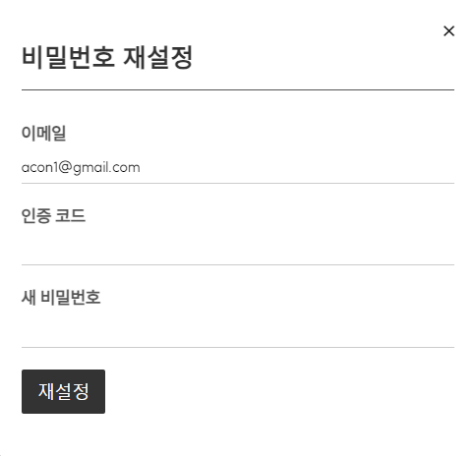 비밀번호 재설정
이메일
acon1@gmail.com
인증 코드
새 비밀번호
재설정